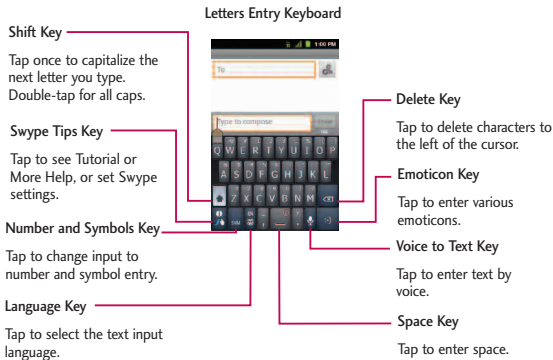 Letters Entry Keyboard
Shift Key
Tap once to capitalize the
next letter you type.
Double-tap for all caps.
Swype Tips Key
Tap to see Tutorial or
More Help, or set Swype
settings.
Number and Symbols Key
Tap to change input to
number and symbol entry.
Language Key
Tap to select the text input
language.
1:00 PM
To
Type to compose
Q W E R T Y U I O P
A S D F G H J K L
Z X C V B N M
SYM EN :-)
Delete Key
Tap to delete characters to
the left of the cursor.
Emoticon Key
Tap to enter various
emoticons.
Voice to Text Key
Tap to enter text by
voice.
Space Key
Tap to enter space.